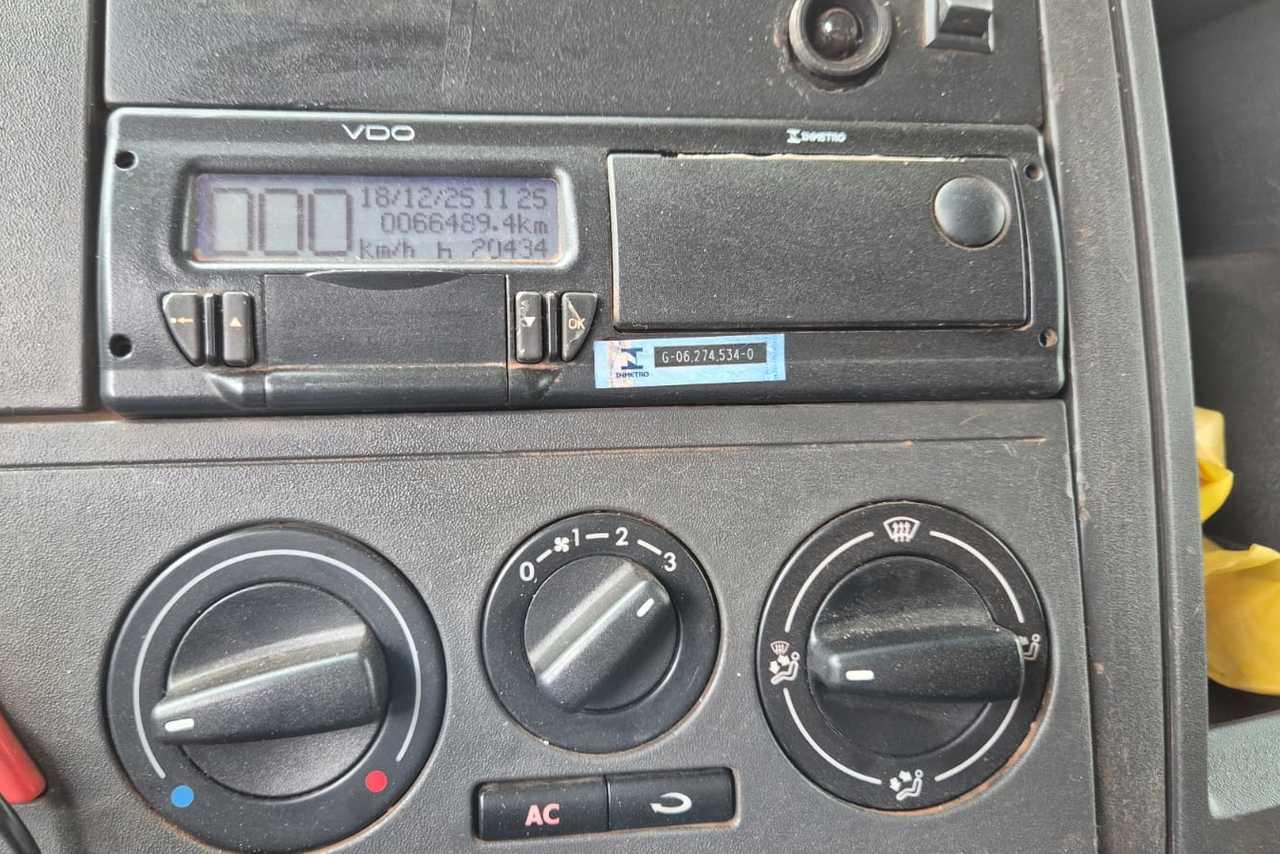 VDO
INMETRO
000
18/12/25 11 25
0066489.4km
km/h h 20434
OK
INMETRO
G-06.274.534-0
0 1 2 3
AC